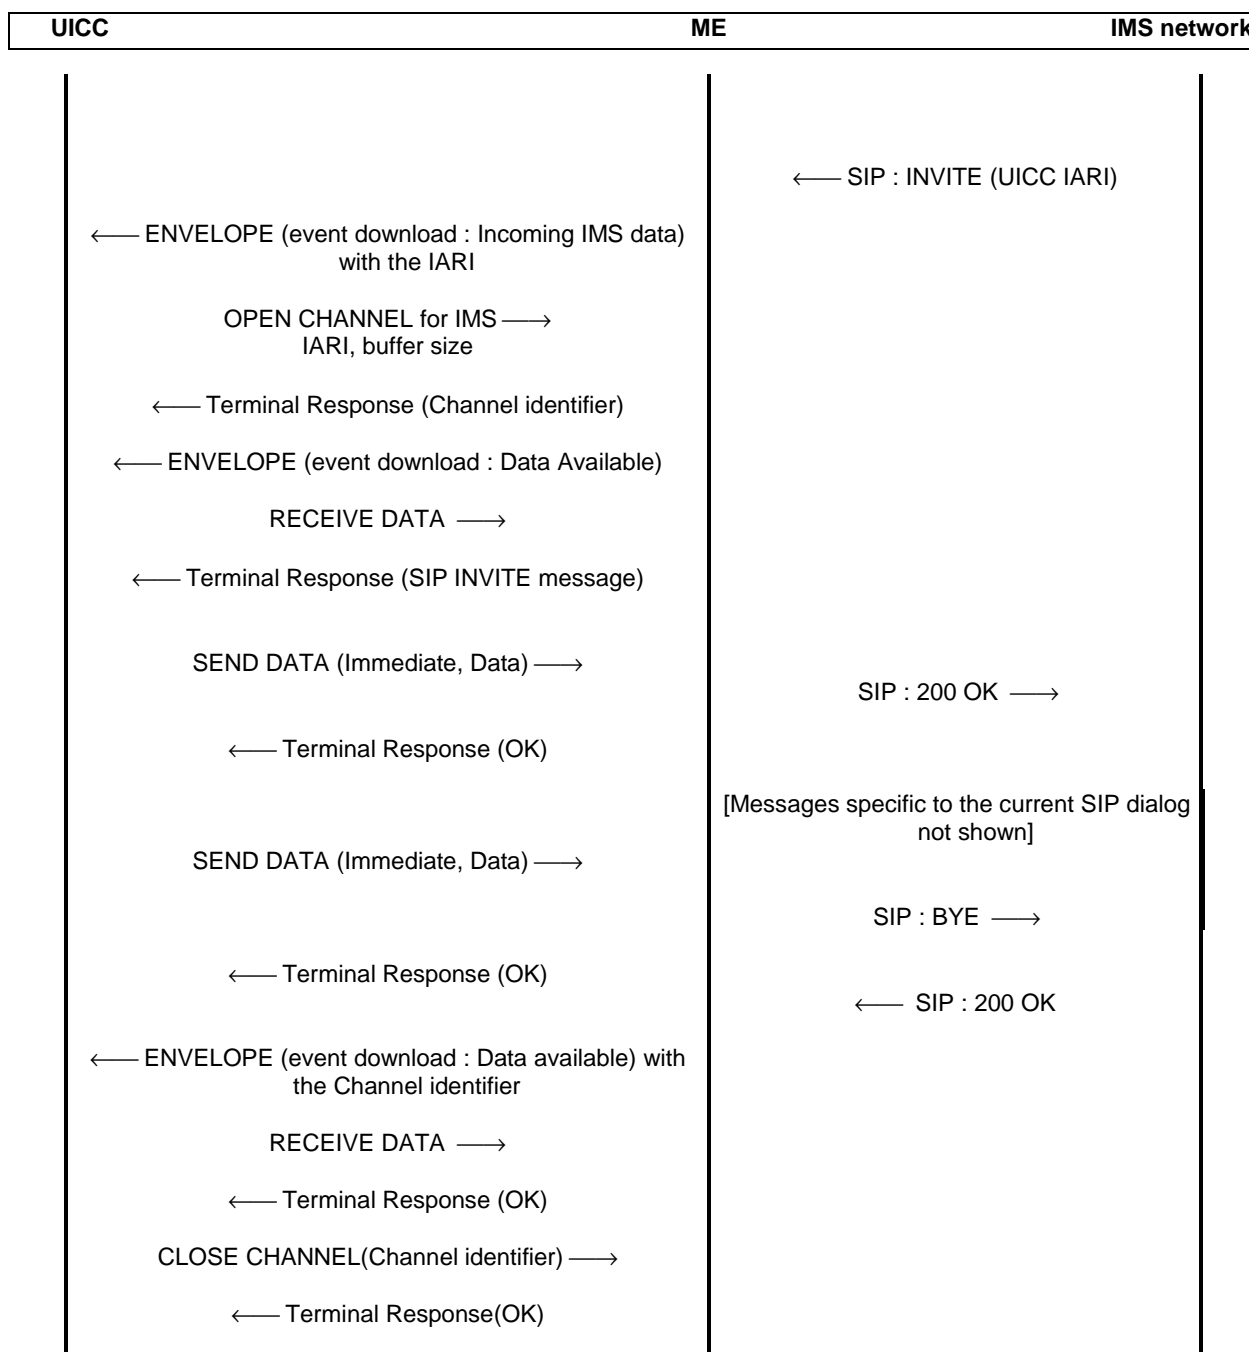 UICC ME IMS network
←— SIP : INVITE (UICC IARI)
←— ENVELOPE (event download : Incoming IMS data)
with the IARI
OPEN CHANNEL for IMS —→
IARI, buffer size
←— Terminal Response (Channel identifier)
←— ENVELOPE (event download : Data Available)
RECEIVE DATA —→
←— Terminal Response (SIP INVITE message)
SEND DATA (Immediate, Data) —→
SIP : 200 OK —→
←— Terminal Response (OK)
[Messages specific to the current SIP dialog
not shown]
SEND DATA (Immediate, Data) —→
SIP : BYE —→
←— Terminal Response (OK)
←— SIP : 200 OK
←— ENVELOPE (event download : Data available) with
the Channel identifier
RECEIVE DATA —→
←— Terminal Response (OK)
CLOSE CHANNEL(Channel identifier) —→
←— Terminal Response(OK)